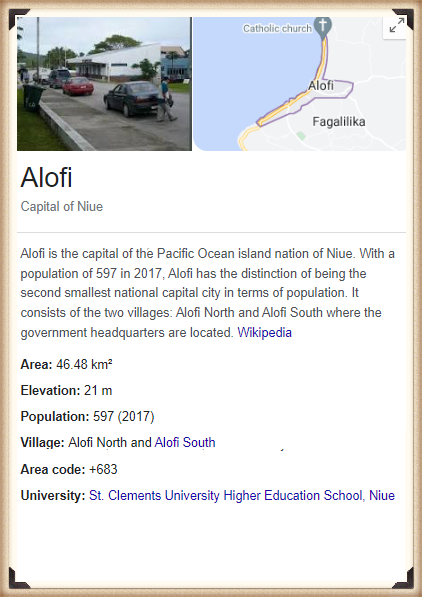 Catholic church
Alofi
Fagalilika
Alofi
Capital of Niue
Alofi is the capital of the Pacific Ocean island nation of Niue. With a
population of 597 in 2017, Alofi has the distinction of being the
second smallest national capital city in terms of population. It
consists of the two villages: Alofi North and Alofi South where the
government headquarters are located. Wikipedia
Area: 46.48 km²
Elevation: 21 m
Population: 597 (2017)
Village: Alofi North and Alofi South
Area code: +683
University: St. Clements University Higher Education School, Niue